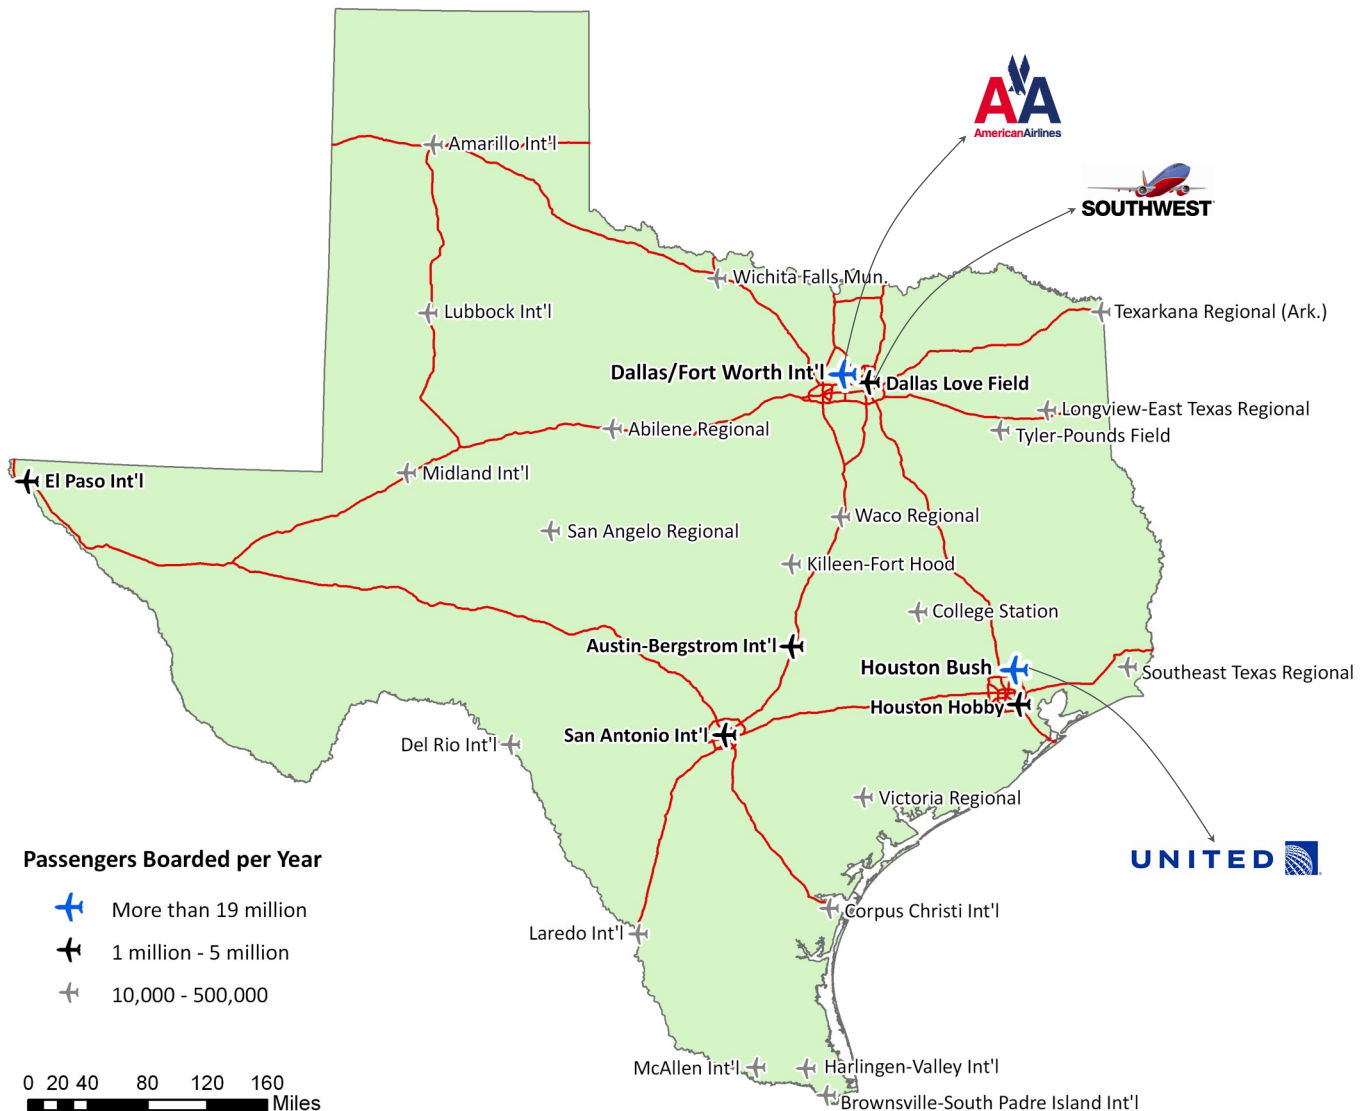 AA
AmericanAirlines
SOUTHWEST
Amarillo Int'l
Wichita Falls Mun.
Lubbock Int'l
Texarkana Regional (Ark.)
Dallas/Fort Worth Int'l
Dallas Love Field
Longview-East Texas Regional
Abilene Regional
Tyler-Pounds Field
El Paso Int'l
Midland Int'l
San Angelo Regional
Waco Regional
Killeen-Fort Hood
College Station
Austin-Bergstrom Int'l
Houston Bush
Southeast Texas Regional
Houston Hobby
San Antonio Int'l
Del Rio Int'l
Victoria Regional
UNITED
Passengers Boarded per Year
More than 19 million
1 million - 5 million
10,000 - 500,000
Corpus Christi Int'l
Laredo Int'l
McAllen Int'l
Harlingen-Valley Int'l
Brownsville-South Padre Island Int'l
0 20 40 80 120 160
Miles